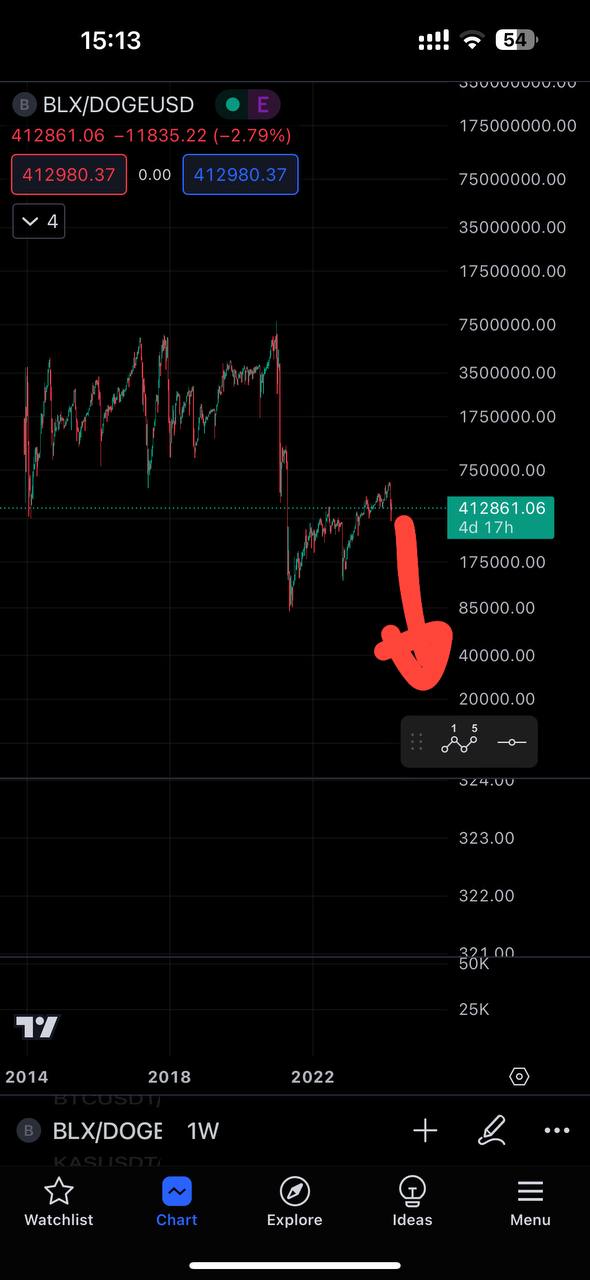 15:13
54
B BLX/DOGEUSD E
412861.06 −11835.22 (−2.79%)
412980.37 0.00 412980.37
4
350000000.00
175000000.00
75000000.00
35000000.00
17500000.00
7500000.00
3500000.00
1750000.00
750000.00
412861.06
4d 17h
175000.00
85000.00
40000.00
20000.00
1 5
324.00
323.00
322.00
321.00
50K
25K
2014 2018 2022
BTCUSDT/
B BLX/DOGE 1W
KASUSDT/
Watchlist Chart Explore Ideas Menu